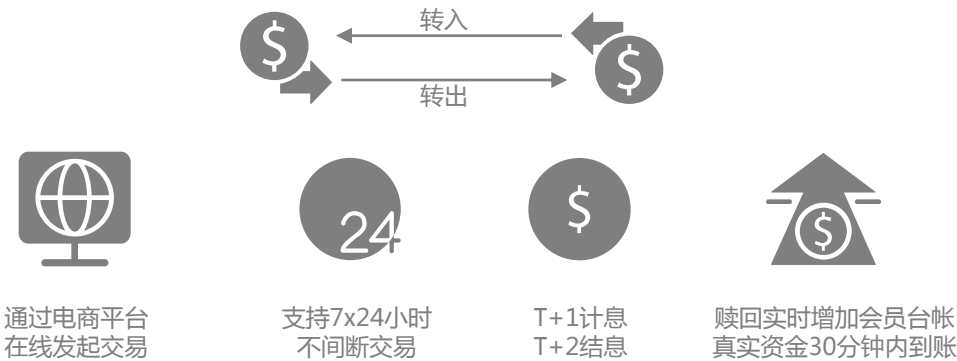 转入
转出
24
通过电商平台
在线发起交易
支持7x24小时
不间断交易
T+1计息
T+2结息
赎回实时增加会员台帐
真实资金30分钟内到账